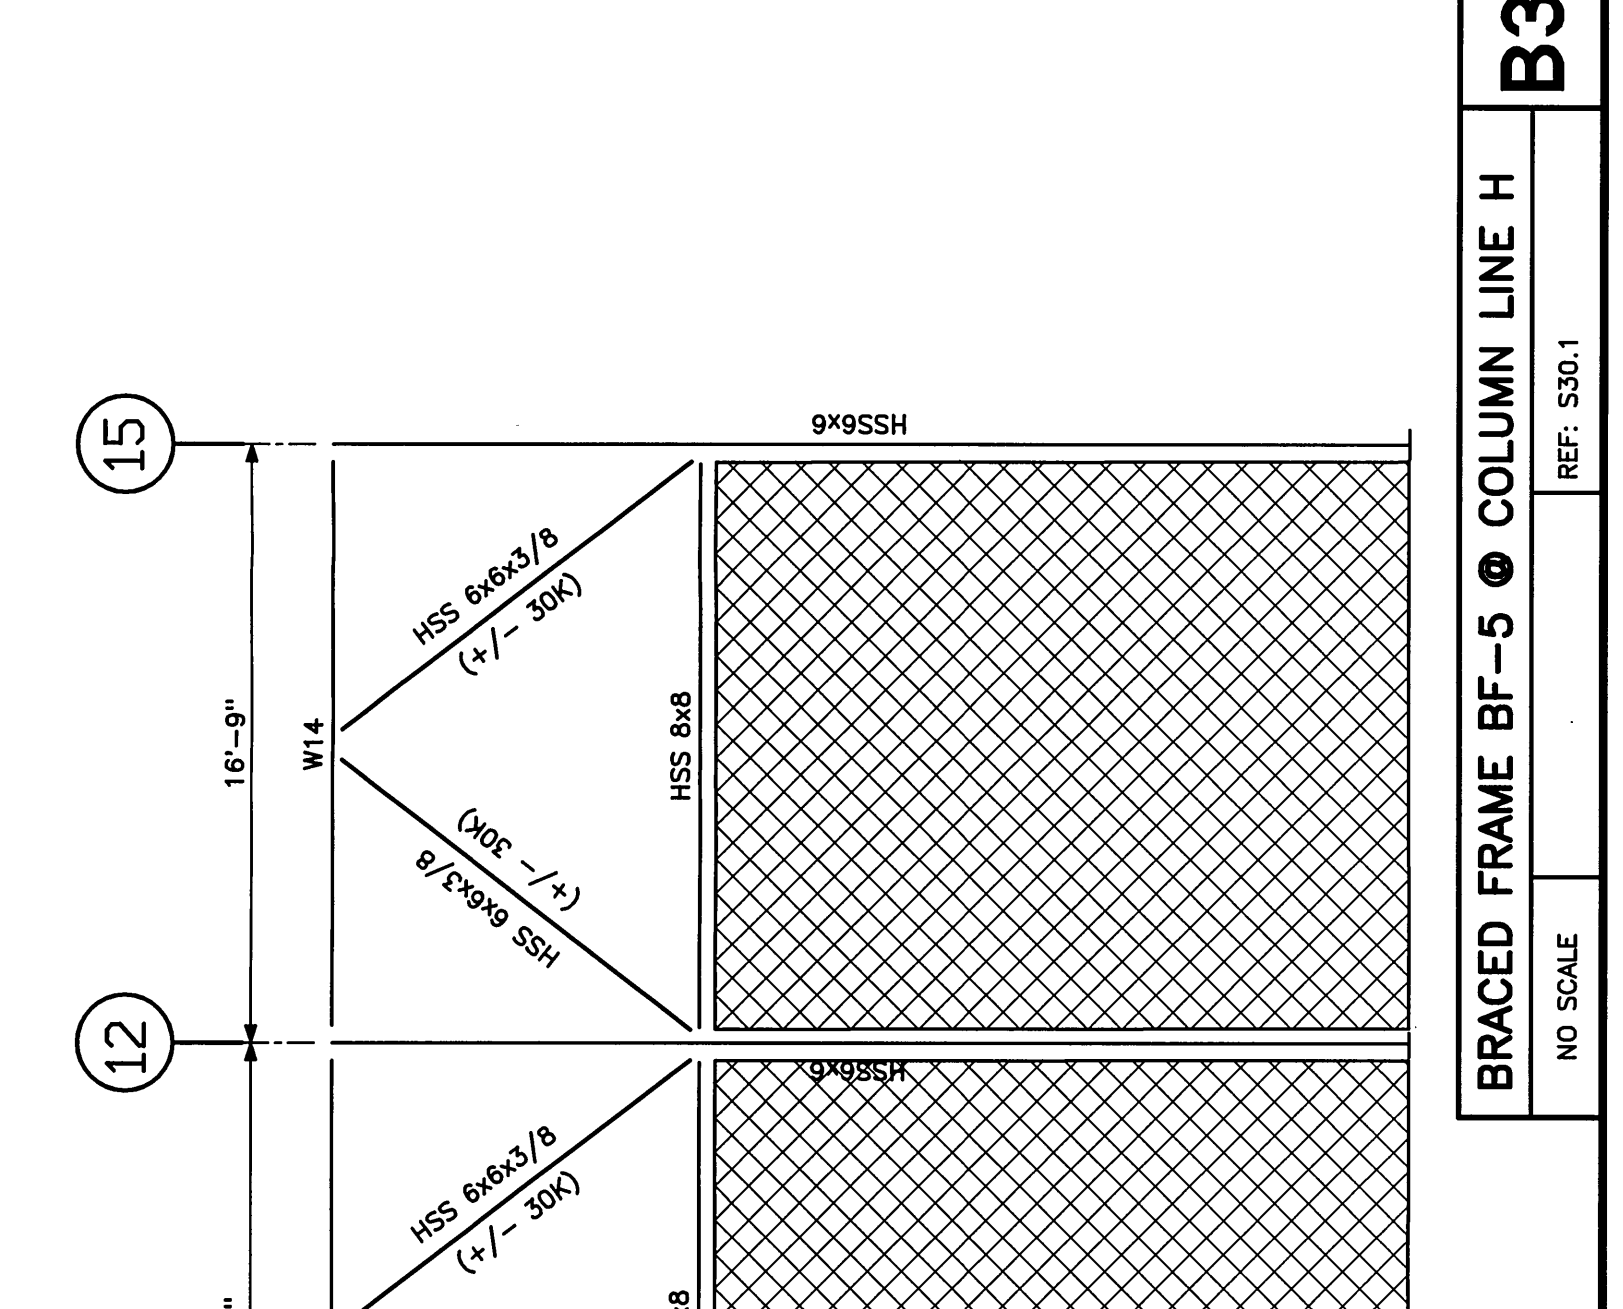 12
15
16'-9"
W14
HSS 6x6x3/8
(+/- 30K)
HSS 6x6x3/8
(+/- 30K)
HSS 6x6x3/8
(+/- 30K)
HSS 8x8
HSS6x6
HSS6x6
BRACED FRAME BF-5 @ COLUMN LINE H
NO SCALE
REF: S30.1
B3